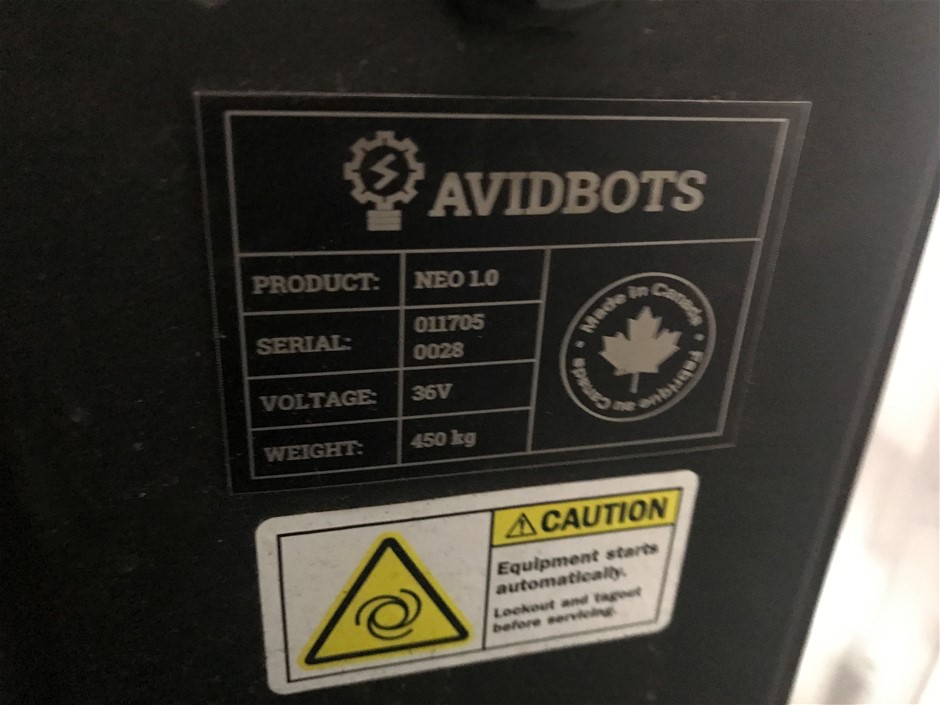 AVIDBOTS
PRODUCT: NEO 1.0
SERIAL: 011705
0028
VOLTAGE: 36V
WEIGHT: 450 kg
Made in Canada • Fabriqué au Canada •
CAUTION
Equipment starts
automatically.
Lockout and tagout
before servicing.